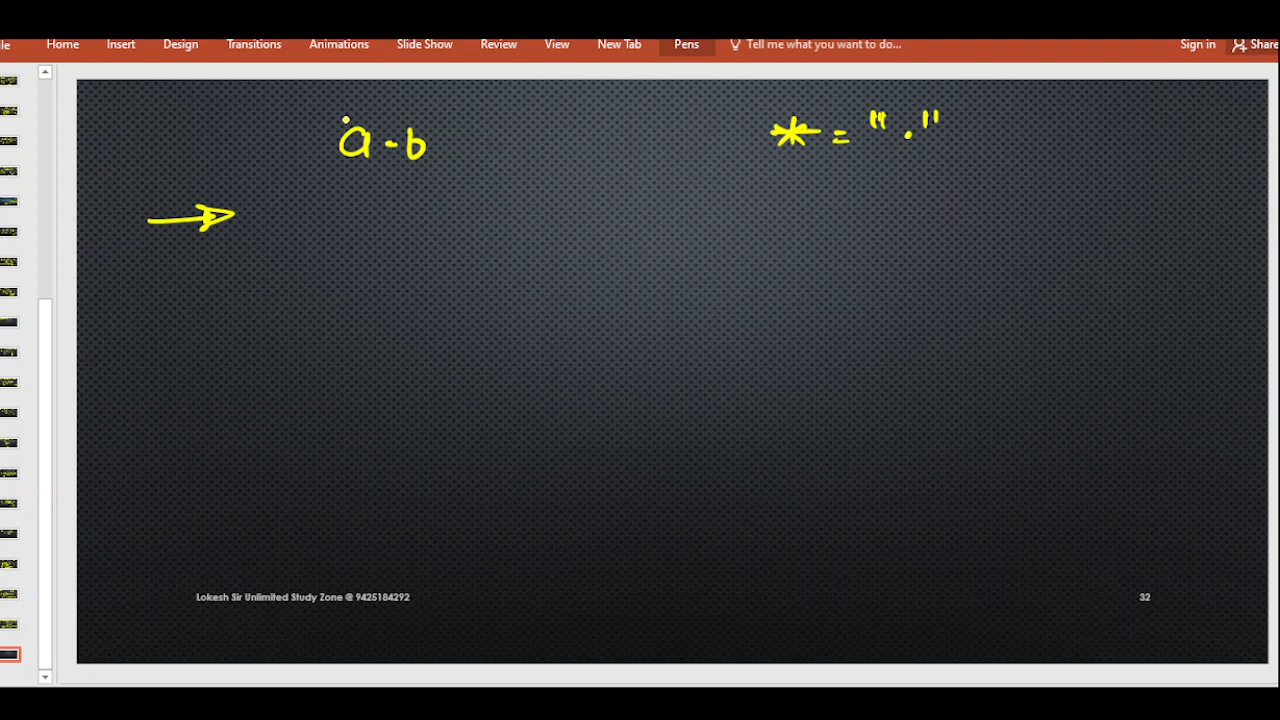 ile Home Insert Design Transitions Animations Slide Show Review View New Tab Pens Tell me what you want to do... Sign in Share
a - b * = " . "
Lokesh Sir Unlimited Study Zone @ 9425184292 32